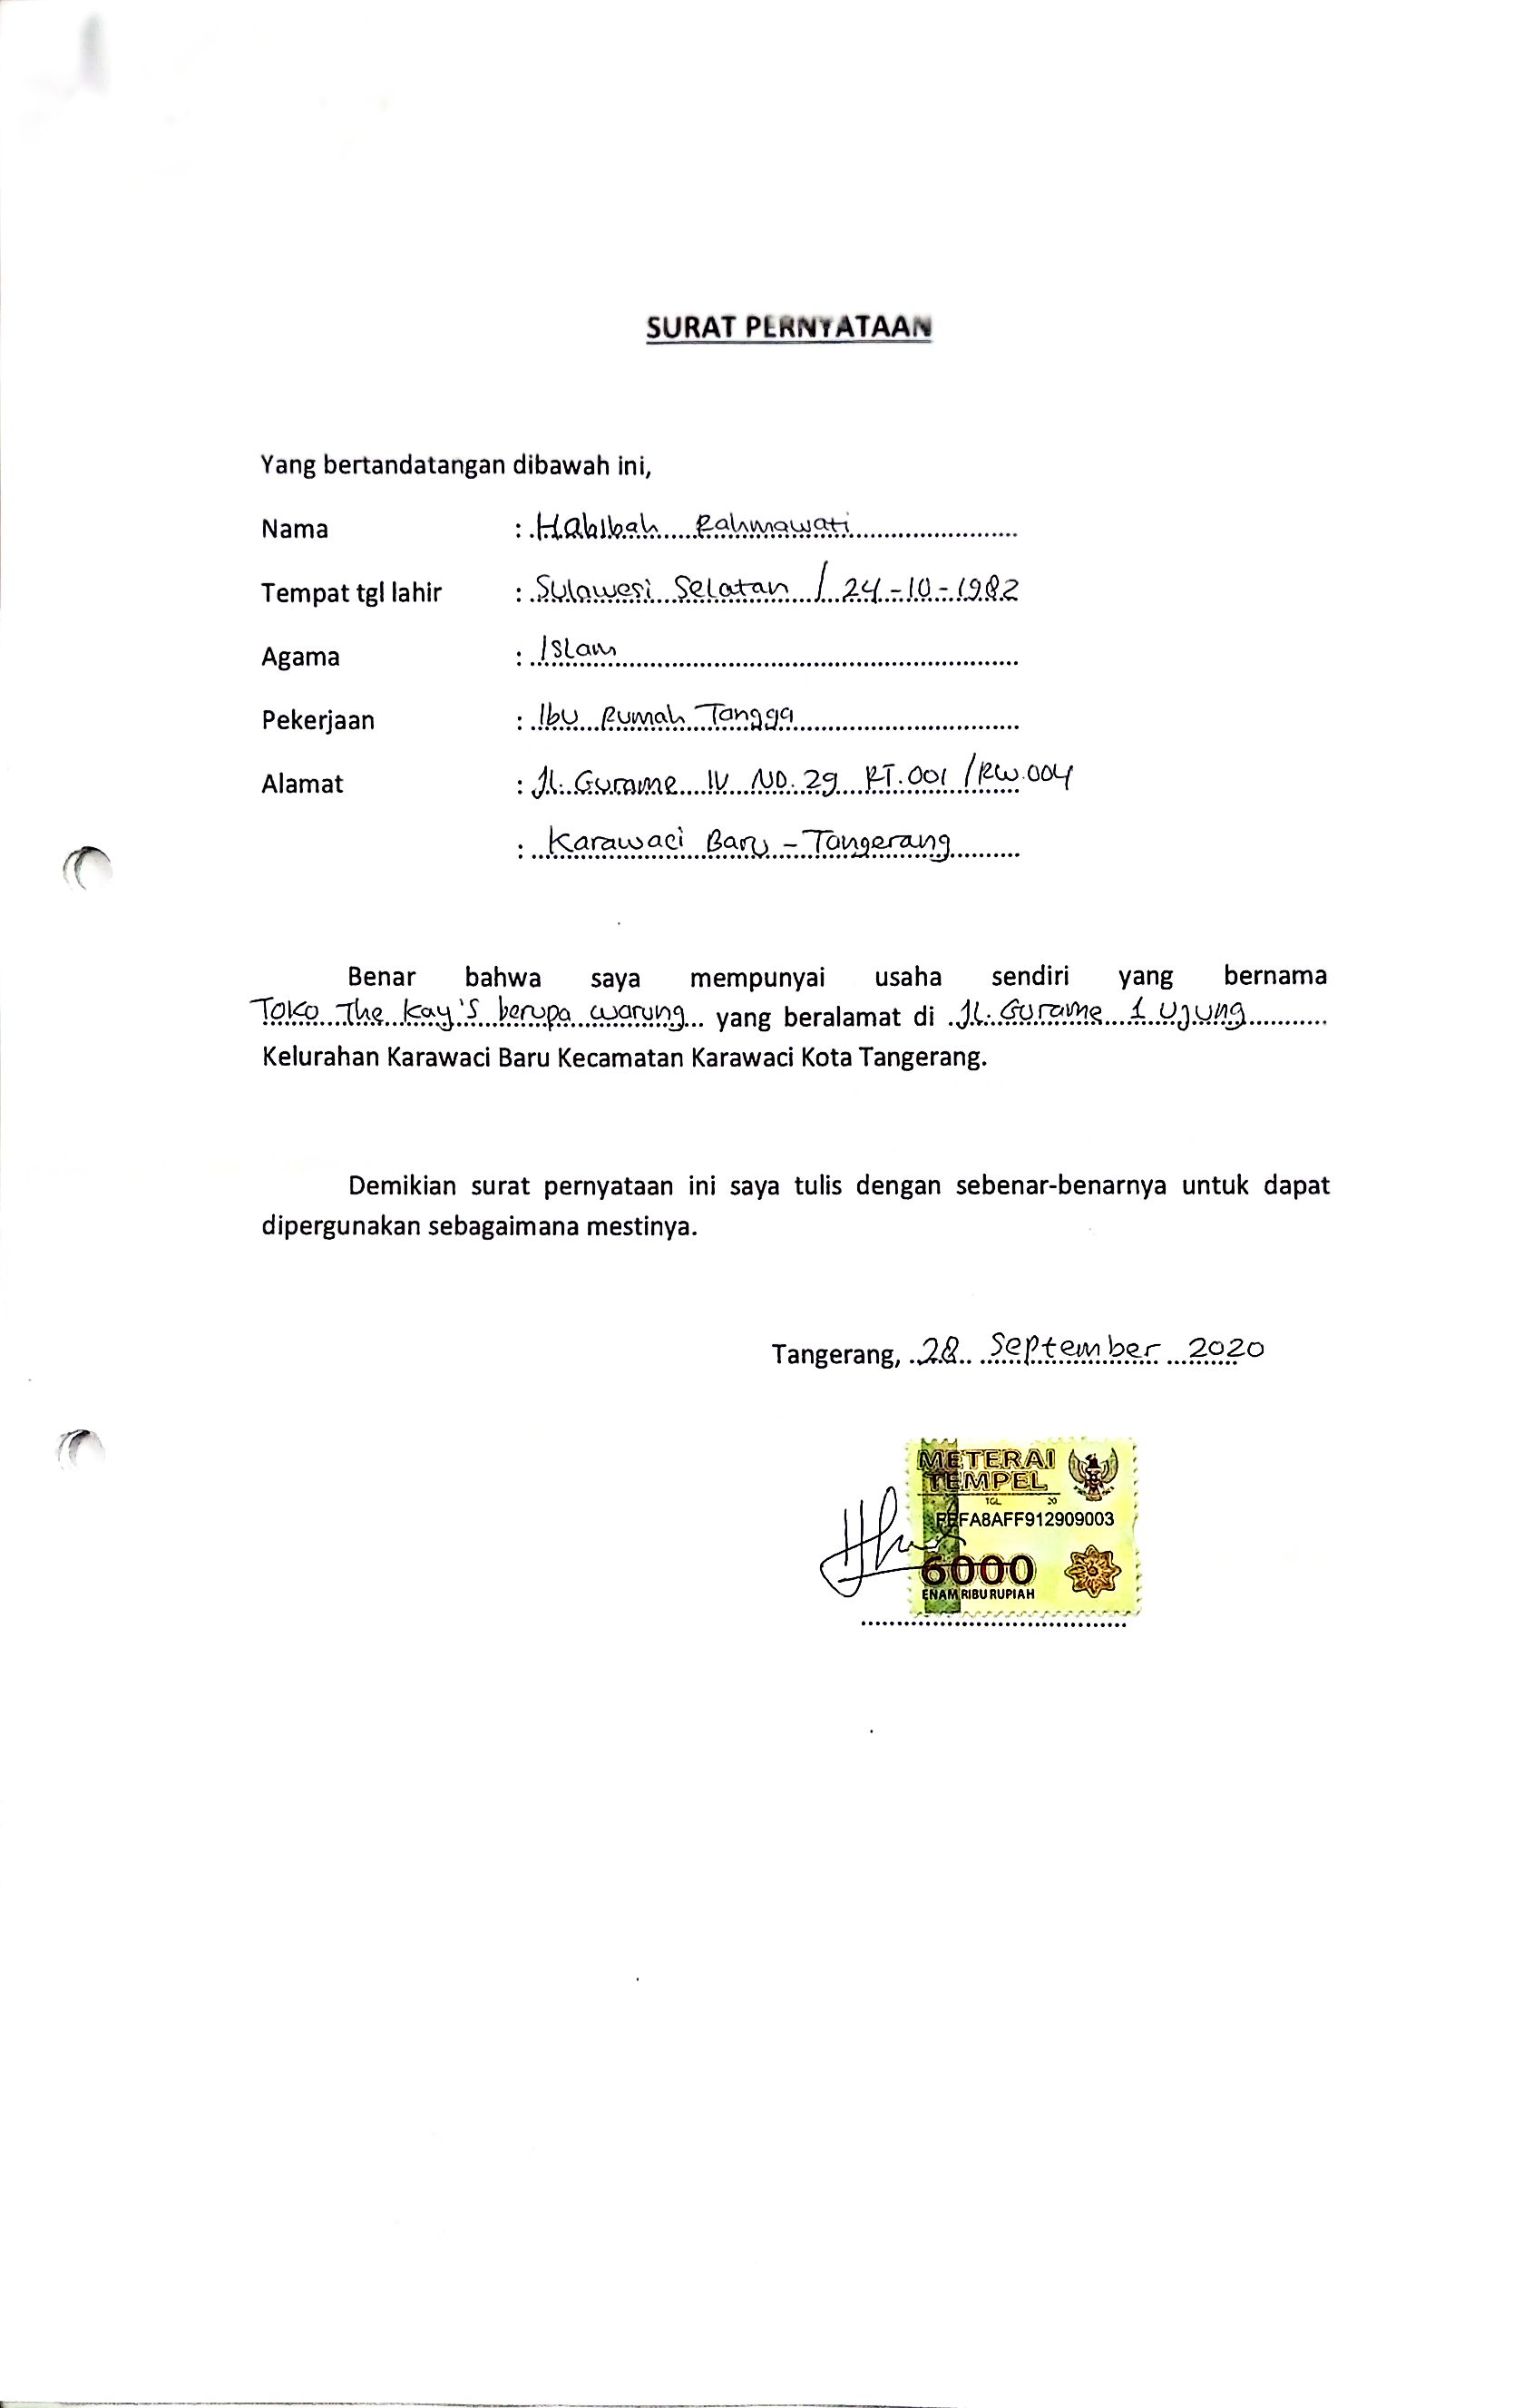 SURAT PERNYATAAN
Yang bertandatangan dibawah ini,
Nama : Habibah Rahmawati
Tempat tgl lahir : Sulawesi Selatan / 24-10-1982
Agama : Islam
Pekerjaan : Ibu Rumah Tangga
Alamat : Jl. Gurame IV NO. 29 RT.001 / RW.004
: Karawaci Baru - Tangerang
Benar bahwa saya mempunyai usaha sendiri yang bernama
Toko The Kay's berupa warung yang beralamat di Jl. Gurame 1 Ujung
Kelurahan Karawaci Baru Kecamatan Karawaci Kota Tangerang.
Demikian surat pernyataan ini saya tulis dengan sebenar-benarnya untuk dapat
dipergunakan sebagaimana mestinya.
Tangerang, 28 September 2020
METERAI
TEMPEL
TGL 20
6000
ENAM RIBU RUPIAH